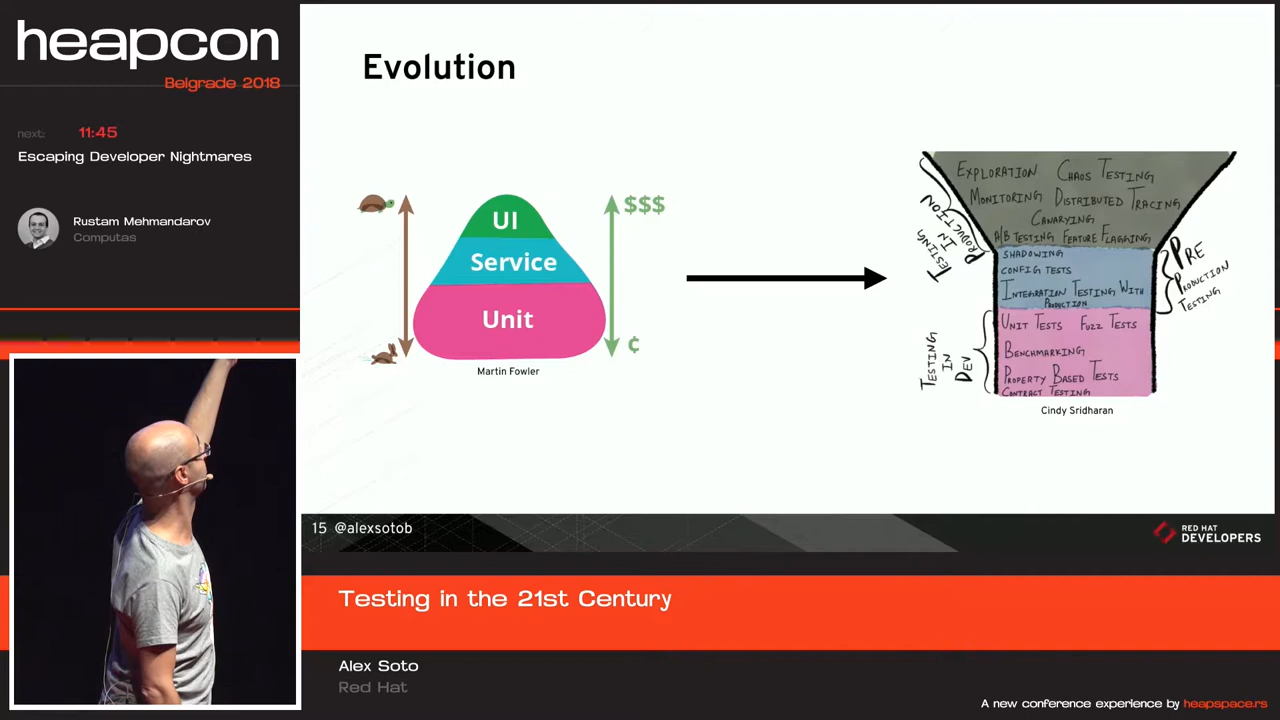 heapcon
Belgrade 2018
next: 11:45
Escaping Developer Nightmares
Rustam Mehmandarov
Computas
Evolution
UI
Service
Unit
$$$
¢
Martin Fowler
EXPLORATION CHAOS TESTING
MONITORING DISTRIBUTED TRACING
CANARYING
A/B TESTING FEATURE FLAGGING
TESTING
IN
PRODUCTION
SHADOWING
CONFIG TESTS
INTEGRATION TESTING WITH
PRODUCTION
PRE
PRODUCTION
TESTING
UNIT TESTS FUZZ TESTS
BENCHMARKING
PROPERTY BASED TESTS
CONTRACT TESTING
TESTING
IN
DEV
Cindy Sridharan
15 @alexsotob
RED HAT
DEVELOPERS
Testing in the 21st Century
Alex Soto
Red Hat
A new conference experience by heapspace.rs